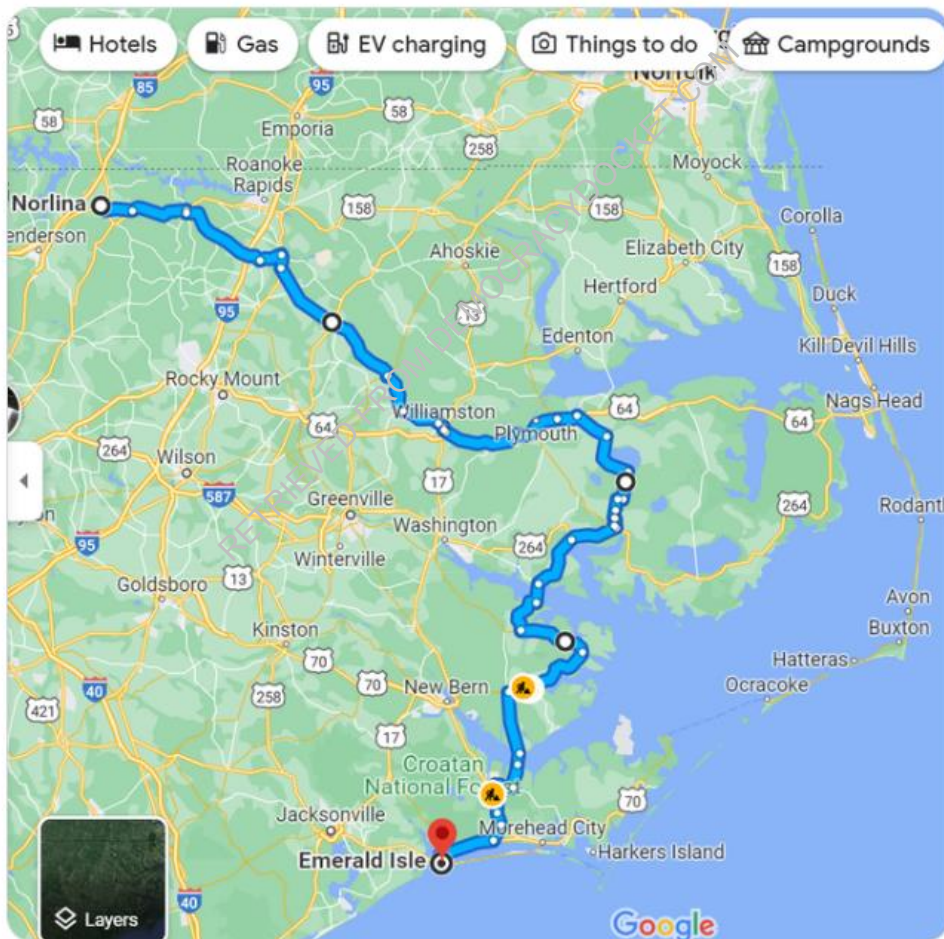 Hotels
Gas
EV charging
Things to do
Campgrounds
Norfolk
85
95
58
58
Emporia
258
Roanoke
Rapids
Moyock
Norlina
158
158
Corolla
Ahoskie
Elizabeth City
158
Hertford
Duck
95
13
Edenton
Kill Devil Hills
Rocky Mount
Williamston
64
Nags Head
64
Plymouth
64
264
Wilson
17
587
Greenville
264
Rodanth
Washington
95
Winterville
264
13
Goldsboro
Avon
Buxton
Kinston
70
Hatteras
40
70
New Bern
Ocracoke
421
258
17
Croatan
National Forest
70
Jacksonville
Morehead City
Emerald Isle
Harkers Island
40
Layers
Google